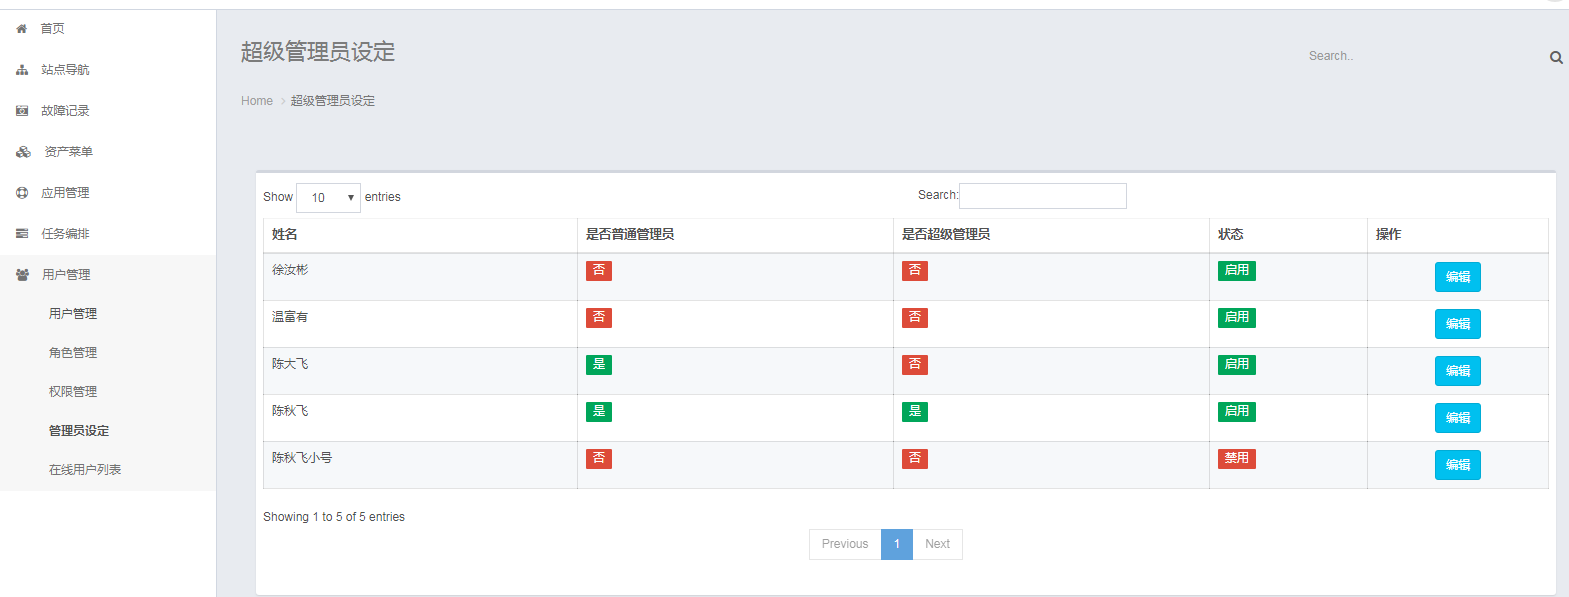 首页
站点导航
故障记录
资产菜单
应用管理
任务编排
用户管理
用户管理
角色管理
权限管理
管理员设定
在线用户列表
超级管理员设定
Search..
Home > 超级管理员设定
Show 10 entries
Search:
姓名 是否普通管理员 是否超级管理员 状态 操作
徐汝彬 否 否 启用 编辑
温富有 否 否 启用 编辑
陈大飞 是 否 启用 编辑
陈秋飞 是 是 启用 编辑
陈秋飞小号 否 否 禁用 编辑
Showing 1 to 5 of 5 entries
Previous 1 Next